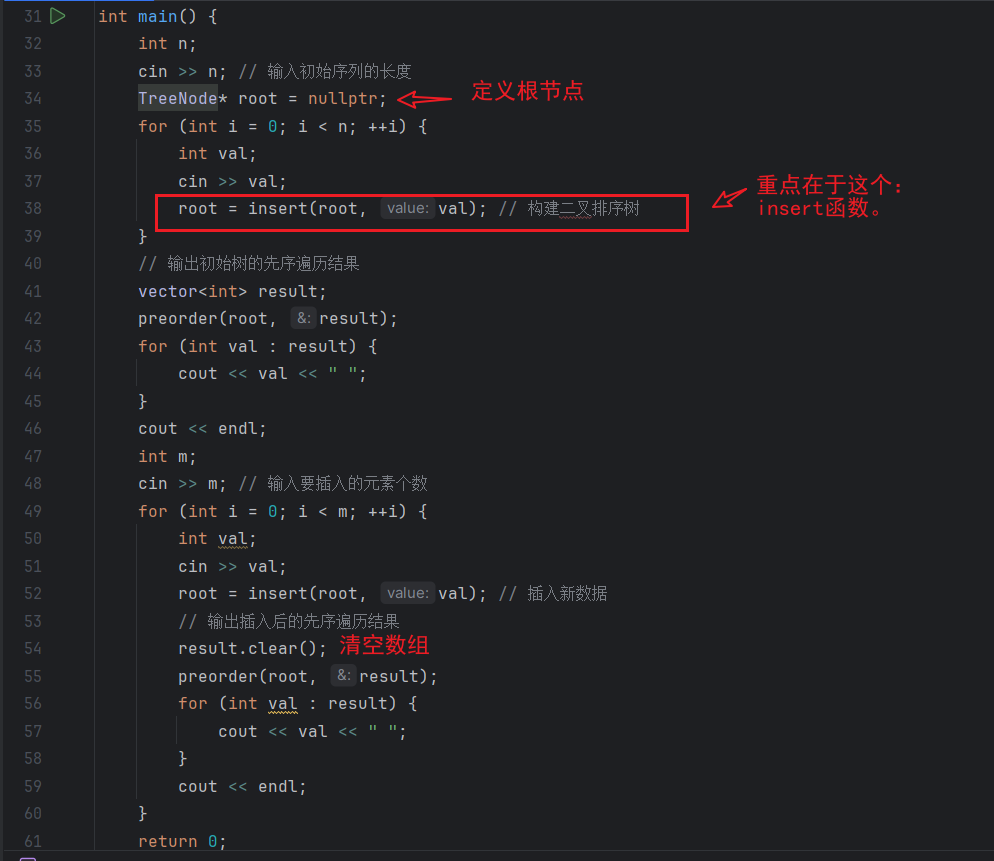 31 int main() {
32 int n;
33 cin >> n; // 输入初始序列的长度
34 TreeNode* root = nullptr; 定义根节点
35 for (int i = 0; i < n; ++i) {
36 int val;
37 cin >> val;
重点在于这个：
38 root = insert(root, value: val); // 构建二叉排序树 insert函数。
39 }
40 // 输出初始树的先序遍历结果
41 vector<int> result;
42 preorder(root, &: result);
43 for (int val : result) {
44 cout << val << " ";
45 }
46 cout << endl;
47 int m;
48 cin >> m; // 输入要插入的元素个数
49 for (int i = 0; i < m; ++i) {
50 int val;
51 cin >> val;
52 root = insert(root, value: val); // 插入新数据
53 // 输出插入后的先序遍历结果
54 result.clear(); 清空数组
55 preorder(root, &: result);
56 for (int val : result) {
57 cout << val << " ";
58 }
59 cout << endl;
60 }
61 return 0;